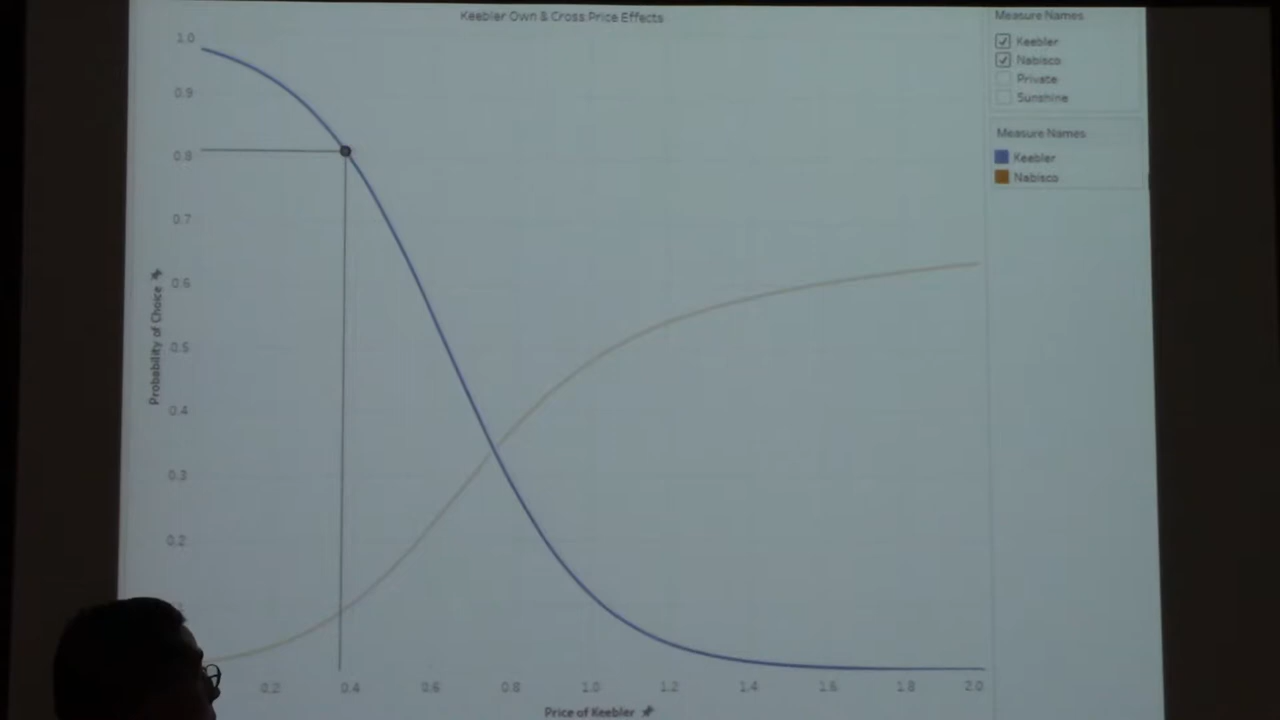 Keebler Own & Cross Price Effects
Measure Names
Keebler
Nabisco
Private
Sunshine
Measure Names
Keebler
Nabisco
1.0
0.9
0.8
0.7
0.6
0.5
0.4
0.3
0.2
Probability of Choice
0.2
0.4
0.6
0.8
1.0
1.2
1.4
1.6
1.8
2.0
Price of Keebler